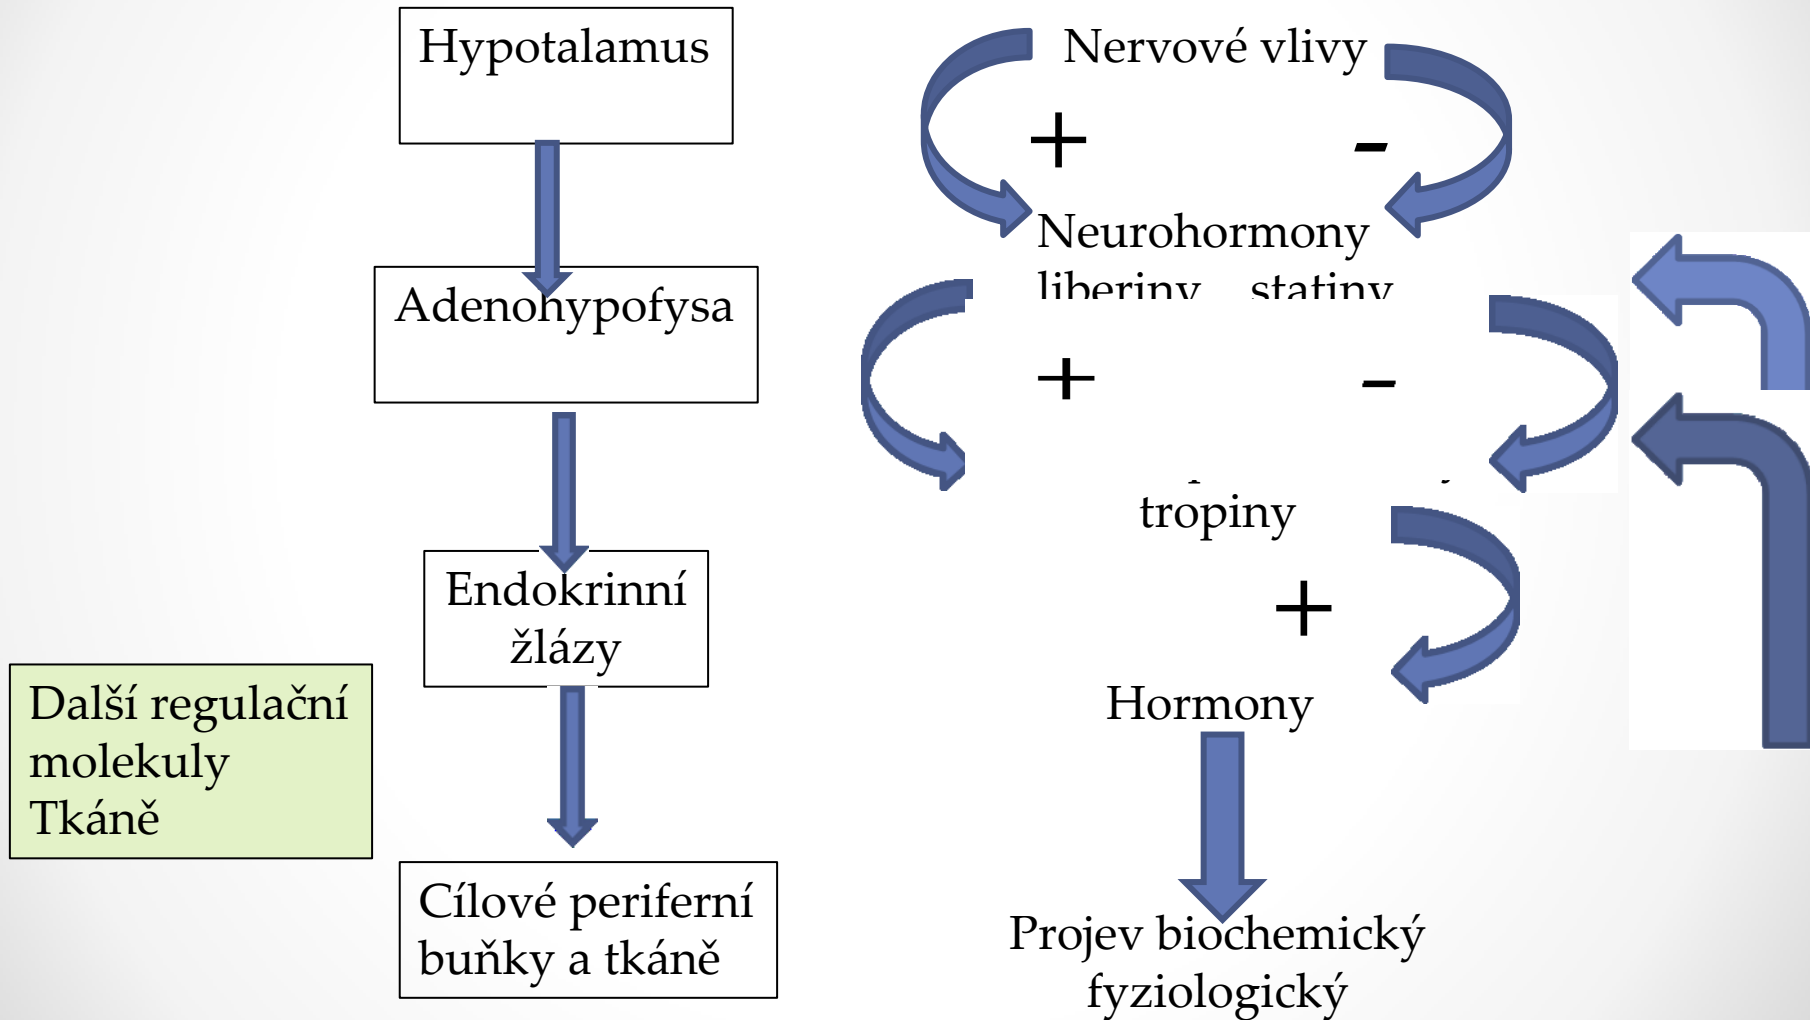 Hypotalamus
Adenohypofysa
Endokrinní
žlázy
Další regulační
molekuly
Tkáně
Cílové periferní
buňky a tkáně
Nervové vlivy
+ -
Neurohormony
liberiny statiny
+ -
tropiny
+
Hormony
Projev biochemický
fyziologický